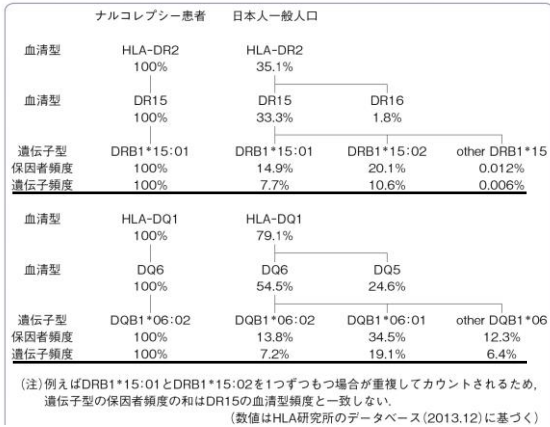 ナルコレプシー患者 日本人一般人口
血清型 HLA-DR2 HLA-DR2
100% 35.1%
血清型 DR15 DR15 DR16
100% 33.3% 1.8%
遺伝子型 DRB1*15:01 DRB1*15:01 DRB1*15:02 other DRB1*15
保因者頻度 100% 14.9% 20.1% 0.012%
遺伝子頻度 100% 7.7% 10.6% 0.006%
血清型 HLA-DQ1 HLA-DQ1
100% 79.1%
血清型 DQ6 DQ6 DQ5
100% 54.5% 24.6%
遺伝子型 DQB1*06:02 DQB1*06:02 DQB1*06:01 other DQB1*06
保因者頻度 100% 13.8% 34.5% 12.3%
遺伝子頻度 100% 7.2% 19.1% 6.4%
(注)例えばDRB1*15:01とDRB1*15:02を1つずつもつ場合が重複してカウントされるため,
遺伝子型の保因者頻度の和はDR15の血清型頻度と一致しない.
(数値はHLA研究所のデータベース(2013.12)に基づく)